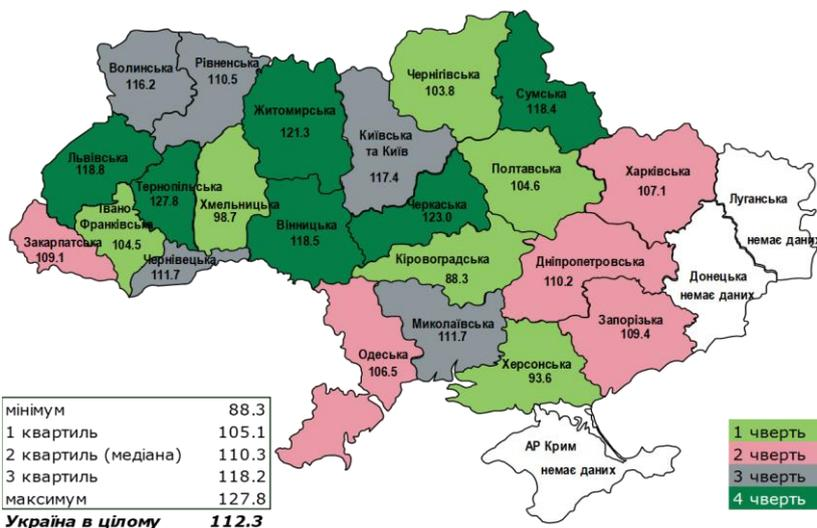 Волинська
116.2
Рівненська
110.5
Житомирська
121.3
Київська
та Київ
117.4
Чернігівська
103.8
Сумська
118.4
Львівська
118.8
Тернопільська
127.8
Хмельницька
98.7
Вінницька
118.5
Черкаська
123.0
Полтавська
104.6
Харківська
107.1
Луганська
немає даних
Закарпатська
109.1
Івано-
Франківська
104.5
Чернівецька
111.7
Кіровоградська
88.3
Дніпропетровська
110.2
Донецька
немає даних
Одеська
106.5
Миколаївська
111.7
Запорізька
109.4
Херсонська
93.6
АР Крим
немає даних
мінімум 88.3
1 квартиль 105.1
2 квартиль (медіана) 110.3
3 квартиль 118.2
максимум 127.8
Україна в цілому 112.3
1 чверть
2 чверть
3 чверть
4 чверть